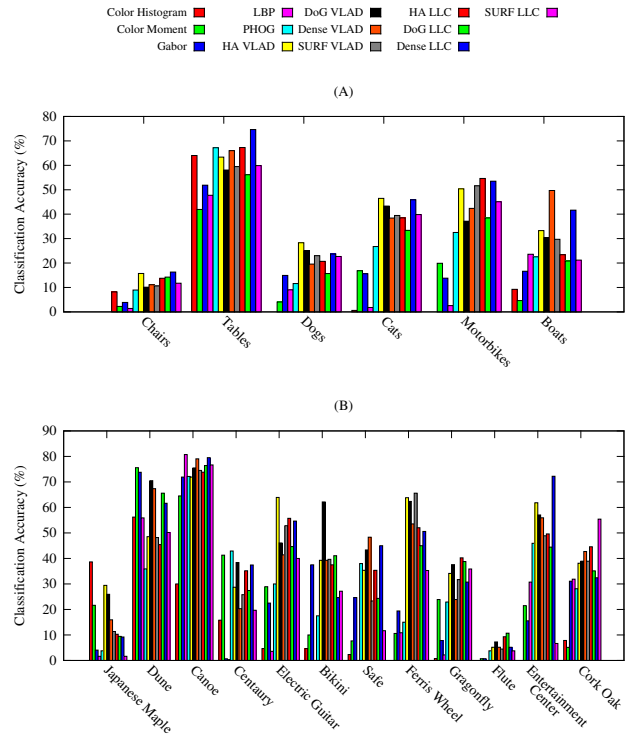 Color Histogram LBP DoG VLAD HA LLC SURF LLC
Color Moment PHOG Dense VLAD DoG LLC
Gabor HA VLAD SURF VLAD Dense LLC
(A)
Classification Accuracy (%)
80
70
60
50
40
30
20
10
0
Chairs
Tables
Dogs
Cats
Motorbikes
Boats
(B)
Classification Accuracy (%)
90
80
70
60
50
40
30
20
10
0
Japanese Maple
Dune
Canoe
Centaury
Electric Guitar
Bikini
Safe
Ferris Wheel
Gragonfly
Flute
Entertainment
Center
Cork Oak